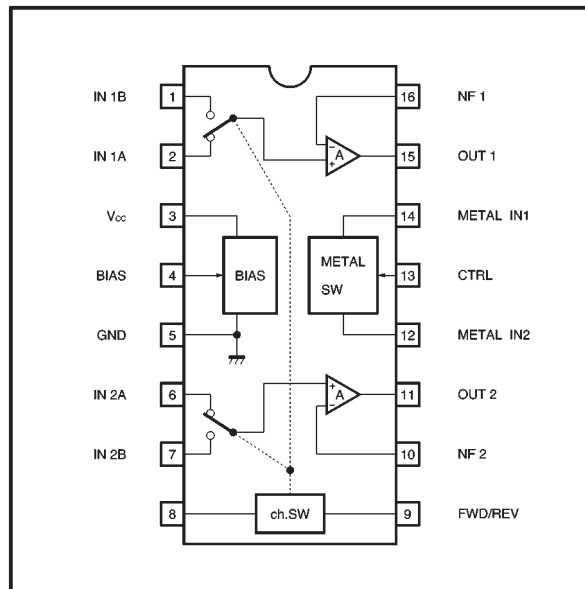 IN 1B 1 16 NF 1
IN 1A 2 − + A 15 OUT 1
Vcc 3 14 METAL IN1
BIAS 4 BIAS METAL SW 13 CTRL
GND 5 12 METAL IN2
IN 2A 6 + − A 11 OUT 2
IN 2B 7 10 NF 2
8 ch.SW 9 FWD/REV